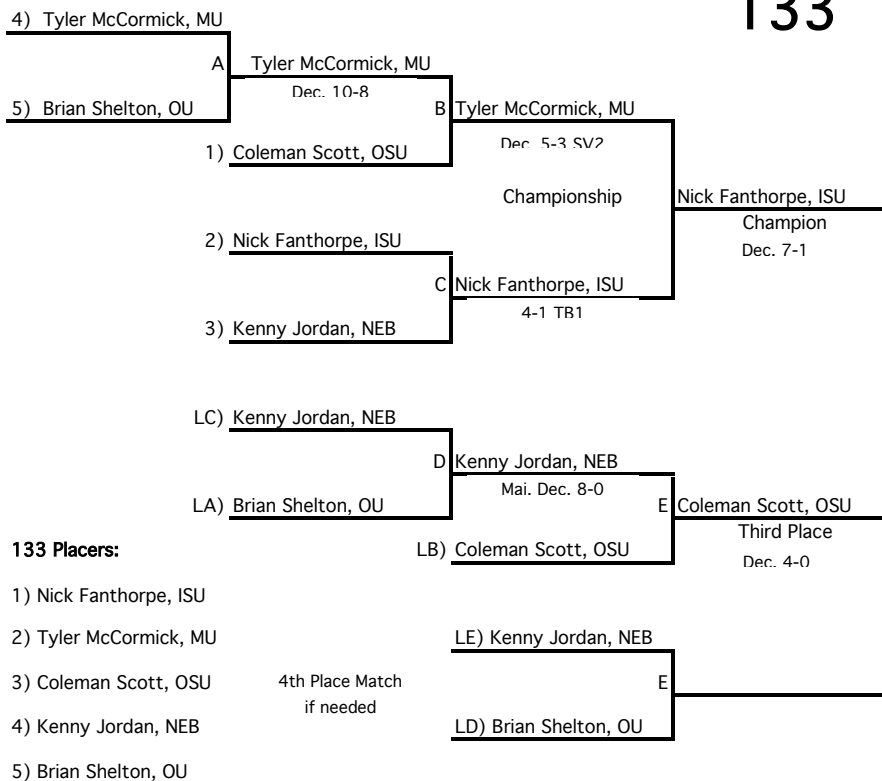 133
4) Tyler McCormick, MU
A Tyler McCormick, MU
Dec. 10-8
5) Brian Shelton, OU
B Tyler McCormick, MU
Dec. 5-3 SV2
1) Coleman Scott, OSU
Championship
Nick Fanthorpe, ISU
Champion
Dec. 7-1
2) Nick Fanthorpe, ISU
C Nick Fanthorpe, ISU
4-1 TB1
3) Kenny Jordan, NEB
LC) Kenny Jordan, NEB
D Kenny Jordan, NEB
Maj. Dec. 8-0
LA) Brian Shelton, OU
E Coleman Scott, OSU
Third Place
Dec. 4-0
LB) Coleman Scott, OSU
133 Placers:
1) Nick Fanthorpe, ISU
2) Tyler McCormick, MU
3) Coleman Scott, OSU
4) Kenny Jordan, NEB
5) Brian Shelton, OU
4th Place Match
if needed
LE) Kenny Jordan, NEB
E
LD) Brian Shelton, OU